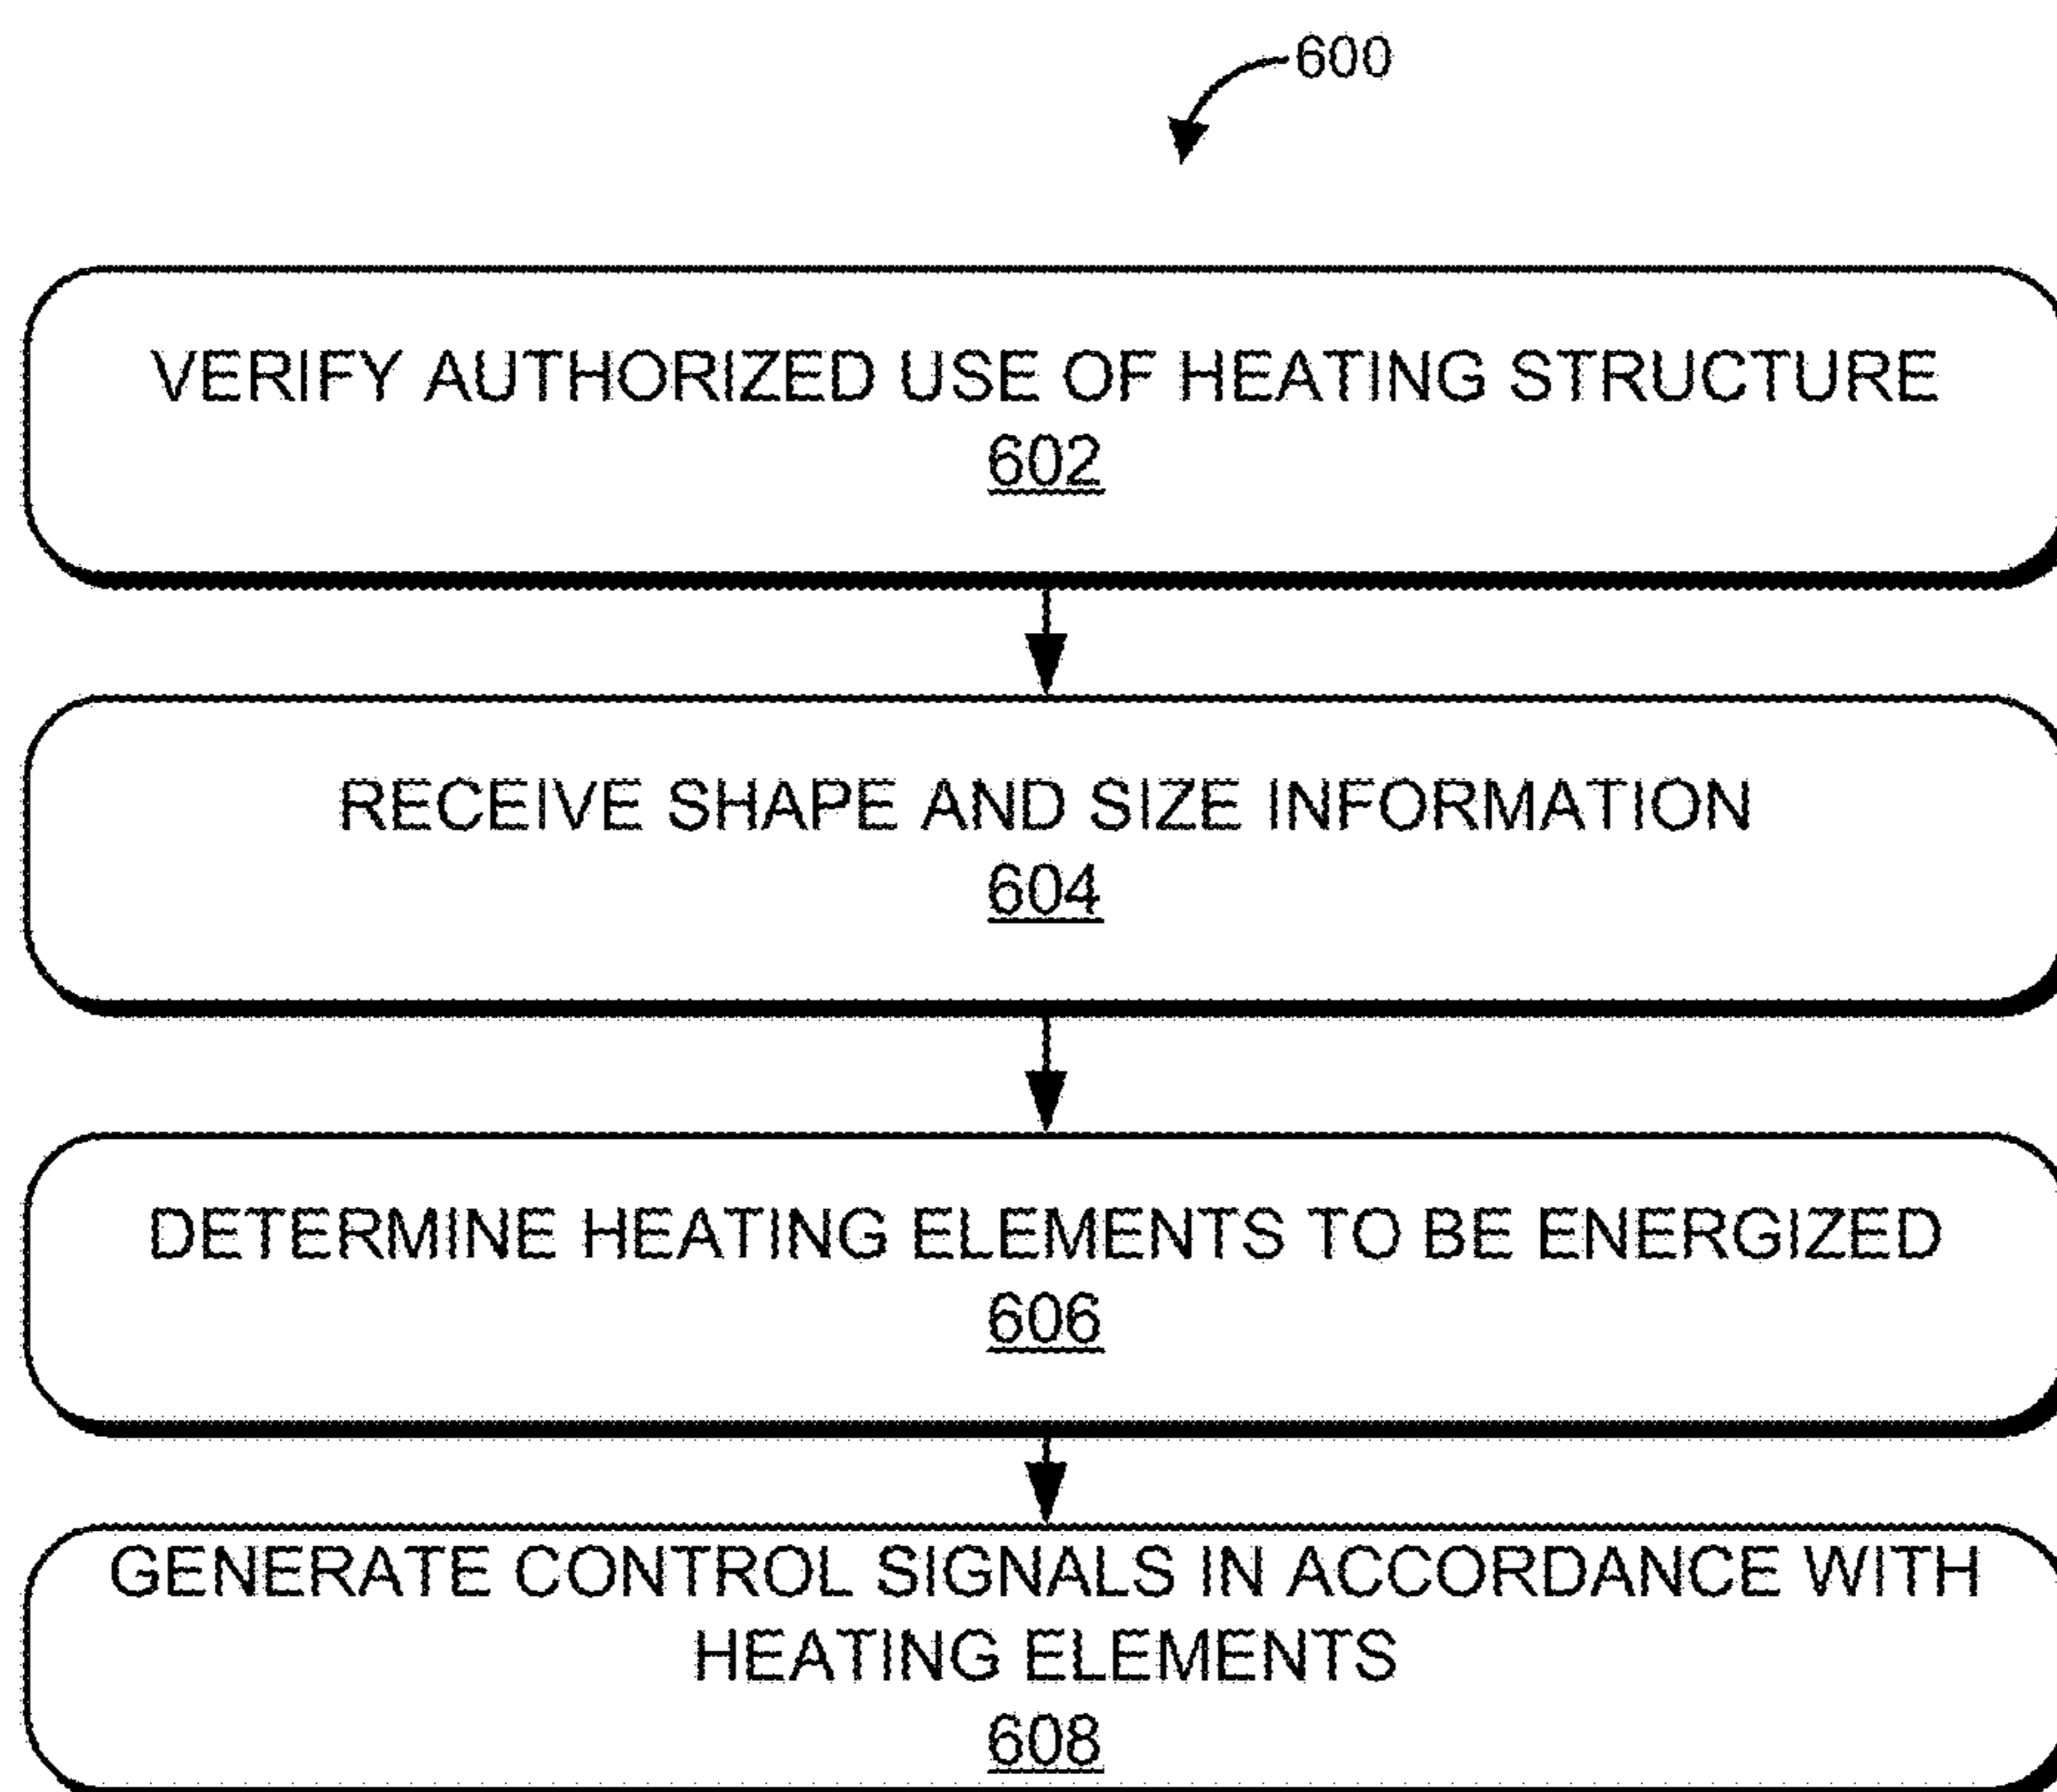 600
VERIFY AUTHORIZED USE OF HEATING STRUCTURE
602
RECEIVE SHAPE AND SIZE INFORMATION
604
DETERMINE HEATING ELEMENTS TO BE ENERGIZED
606
GENERATE CONTROL SIGNALS IN ACCORDANCE WITH
HEATING ELEMENTS
608